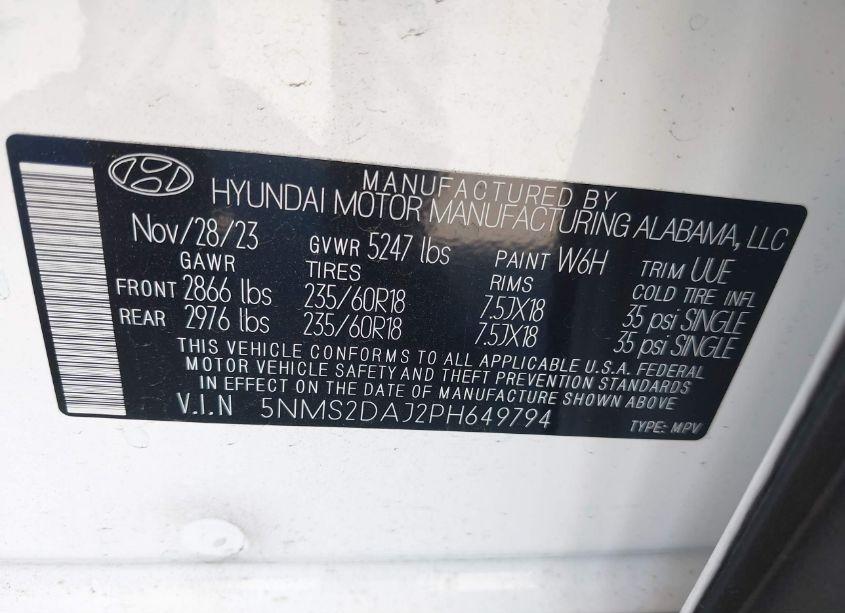 MANUFACTURED BY
HYUNDAI MOTOR MANUFACTURING ALABAMA, LLC
Nov/28/23 GVWR 5247 lbs PAINT W6H TRIM UUE
GAWR TIRES RIMS COLD TIRE INFL
FRONT 2866 lbs 235/60R18 7.5JX18 35 psi SINGLE
REAR 2976 lbs 235/60R18 7.5JX18 35 psi SINGLE
THIS VEHICLE CONFORMS TO ALL APPLICABLE U.S.A. FEDERAL
MOTOR VEHICLE SAFETY AND THEFT PREVENTION STANDARDS
IN EFFECT ON THE DATE OF MANUFACTURE SHOWN ABOVE
V.I.N 5NMS2DAJ2PH649794 TYPE: MPV